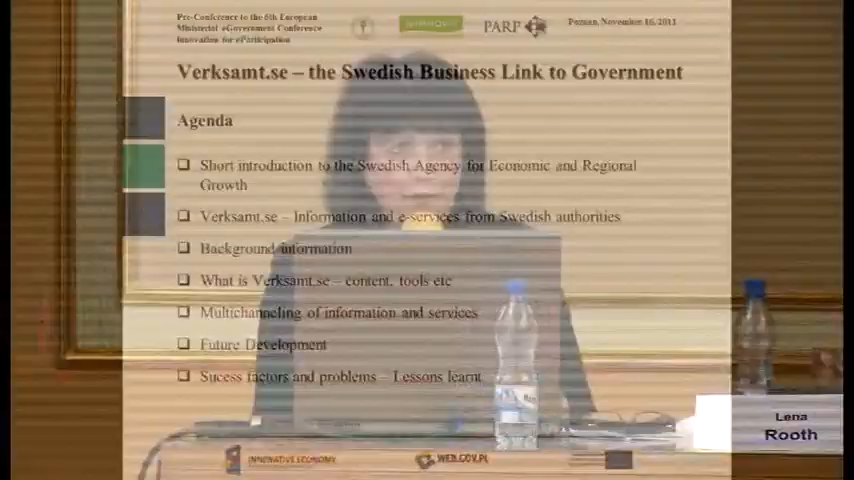 Pre-Conference to the 6th European
Ministerial eGovernment Conference
Innovation for eParticipation
PARP
Poznan, November 16, 2011
Verksamt.se – the Swedish Business Link to Government
Agenda
Short introduction to the Swedish Agency for Economic and Regional
Growth
Verksamt.se – Information and e-services from Swedish authorities
Background information
What is Verksamt.se – content, tools etc
Multichanneling of information and services
Future Development
Sucess factors and problems – Lessons learnt
Lena
Rooth
INNOVATIVE ECONOMY
WEB.GOV.PL